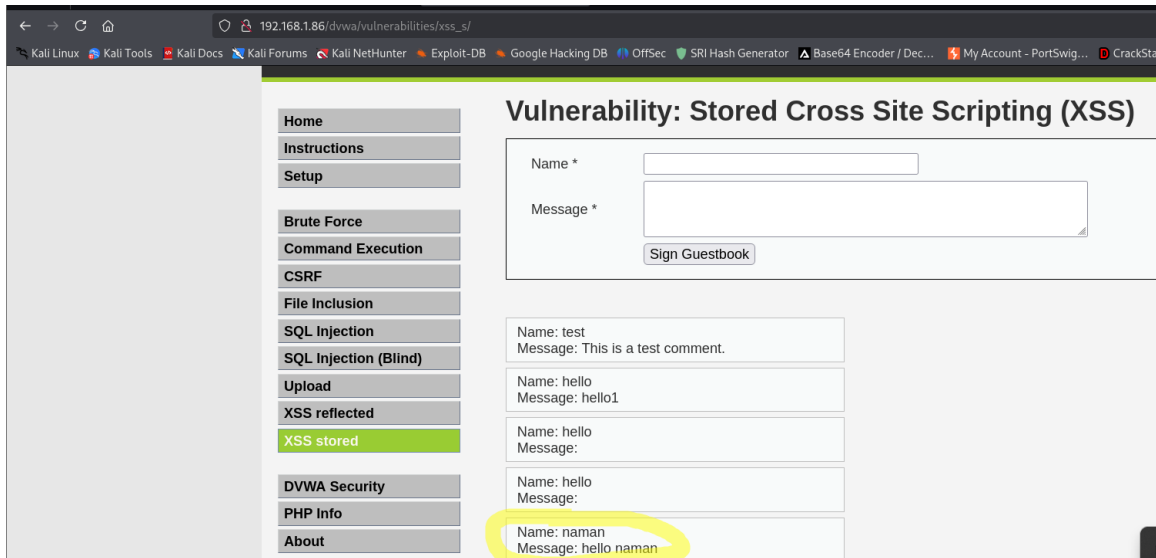 192.168.1.86/dvwa/vulnerabilities/xss_s/
Kali Linux Kali Tools Kali Docs Kali Forums Kali NetHunter Exploit-DB Google Hacking DB OffSec SRI Hash Generator Base64 Encoder / Dec... My Account - PortSwig... CrackSta
Home
Instructions
Setup
Brute Force
Command Execution
CSRF
File Inclusion
SQL Injection
SQL Injection (Blind)
Upload
XSS reflected
XSS stored
DVWA Security
PHP Info
About
Vulnerability: Stored Cross Site Scripting (XSS)
Name *
Message *
Sign Guestbook
Name: test
Message: This is a test comment.
Name: hello
Message: hello1
Name: hello
Message:
Name: hello
Message:
Name: naman
Message: hello naman